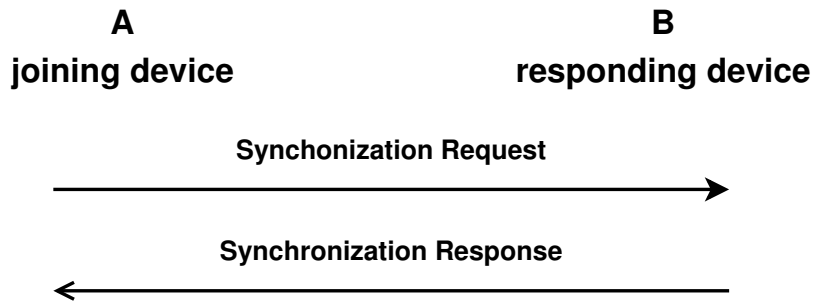 A
B
joining device
responding device
Synchonization Request
Synchronization Response